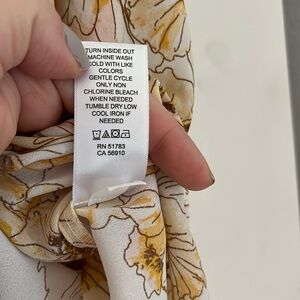 TURN INSIDE OUT
MACHINE WASH
COLD WITH LIKE
COLORS
GENTLE CYCLE
ONLY NON
CHLORINE BLEACH
WHEN NEEDED
TUMBLE DRY LOW
COOL IRON IF
NEEDED
RN 51783
CA 56910